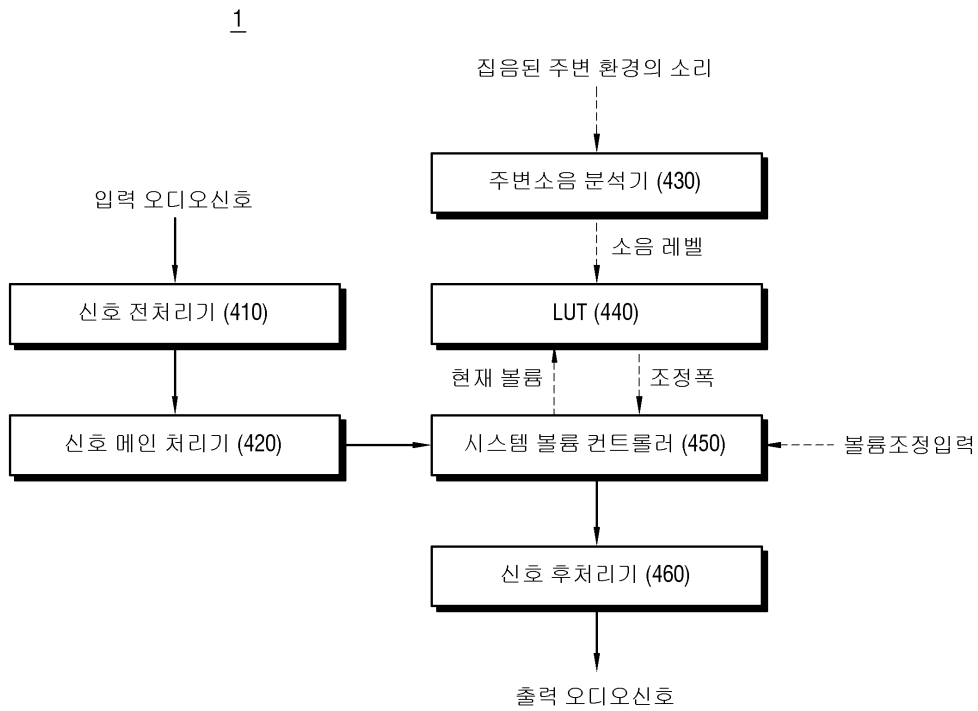 1
집음된 주변 환경의 소리
주변소음 분석기 (430)
입력 오디오신호
소음 레벨
신호 전처리기 (410)
LUT (440)
현재 볼륨
조정폭
신호 메인 처리기 (420)
시스템 볼륨 컨트롤러 (450)
볼륨조정입력
신호 후처리기 (460)
출력 오디오신호